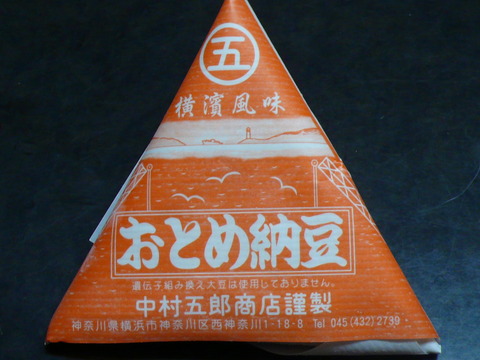 五
横濱風味
おとめ納豆
遺伝子組み換え大豆は使用しておりません。
中村五郎商店謹製
神奈川県横浜市神奈川区西神奈川1-18-8 Tel 045(432)2739